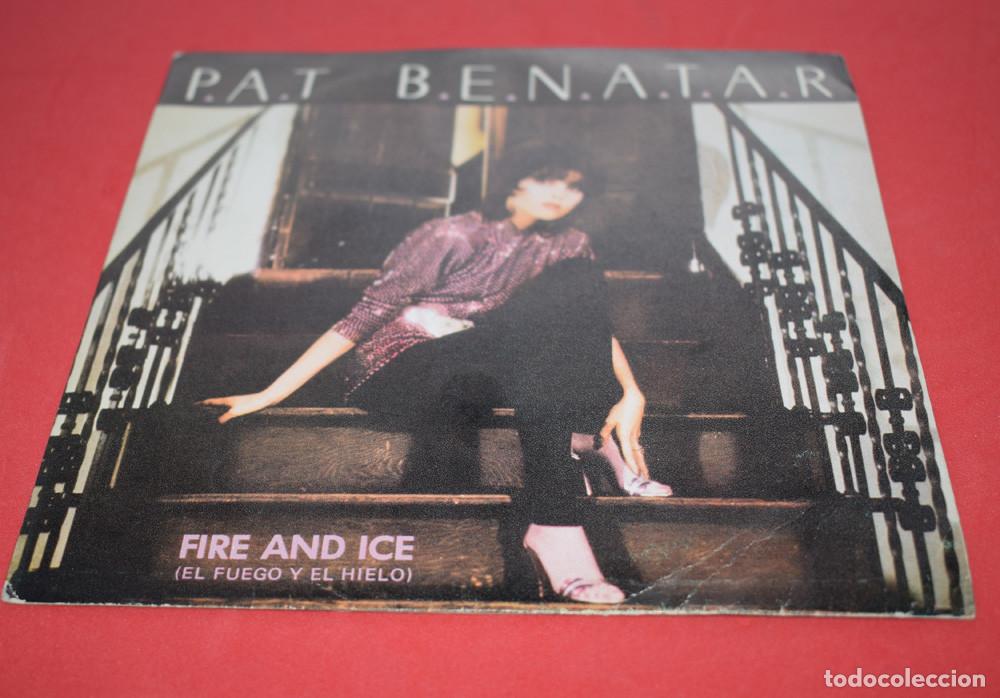 P.A.T B.E.N.A.T.A.R
FIRE AND ICE
(EL FUEGO Y EL HIELO)
todocoleccion